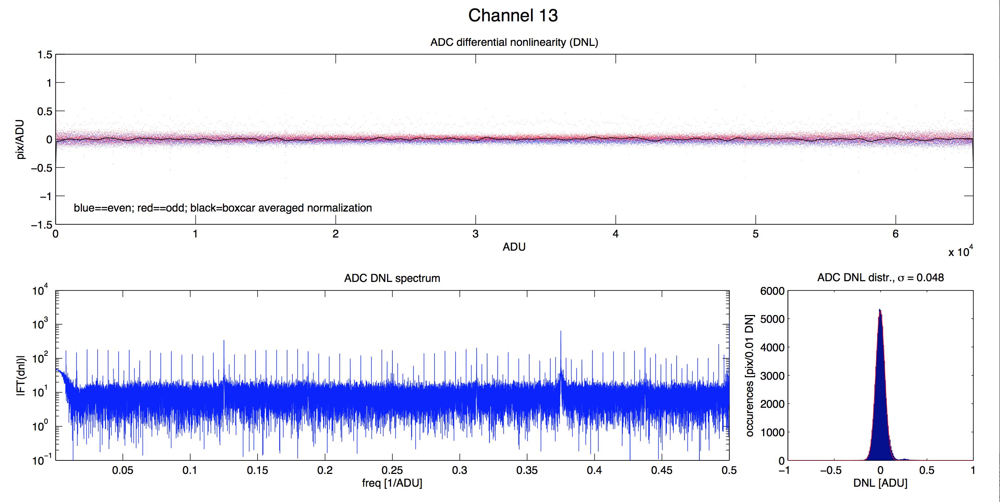 Channel 13
ADC differential nonlinearity (DNL)
1.5
1
0.5
0
−0.5
−1
−1.5
pix/ADU
blue==even; red==odd; black=boxcar averaged normalization
0 1 2 3 4 5 6
ADU
x 10^4
ADC DNL spectrum
10^4
10^3
10^2
10^1
10^0
10^−1
|FT(dnl)|
0.05 0.1 0.15 0.2 0.25 0.3 0.35 0.4 0.45 0.5
freq [1/ADU]
ADC DNL distr., σ = 0.048
6000
5000
4000
3000
2000
1000
0
occurences [pix/0.01 DN]
−1 −0.5 0 0.5 1
DNL [ADU]